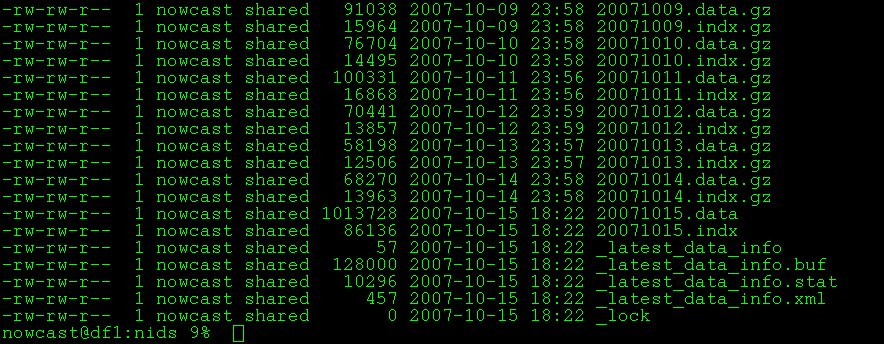 -rw-rw-r-- 1 nowcast shared 91038 2007-10-09 23:58 20071009.data.gz
-rw-rw-r-- 1 nowcast shared 15964 2007-10-09 23:58 20071009.indx.gz
-rw-rw-r-- 1 nowcast shared 76704 2007-10-10 23:58 20071010.data.gz
-rw-rw-r-- 1 nowcast shared 14495 2007-10-10 23:58 20071010.indx.gz
-rw-rw-r-- 1 nowcast shared 100331 2007-10-11 23:56 20071011.data.gz
-rw-rw-r-- 1 nowcast shared 16868 2007-10-11 23:56 20071011.indx.gz
-rw-rw-r-- 1 nowcast shared 70441 2007-10-12 23:59 20071012.data.gz
-rw-rw-r-- 1 nowcast shared 13857 2007-10-12 23:59 20071012.indx.gz
-rw-rw-r-- 1 nowcast shared 58198 2007-10-13 23:57 20071013.data.gz
-rw-rw-r-- 1 nowcast shared 12506 2007-10-13 23:57 20071013.indx.gz
-rw-rw-r-- 1 nowcast shared 68270 2007-10-14 23:58 20071014.data.gz
-rw-rw-r-- 1 nowcast shared 13963 2007-10-14 23:58 20071014.indx.gz
-rw-rw-r-- 1 nowcast shared 1013728 2007-10-15 18:22 20071015.data
-rw-rw-r-- 1 nowcast shared 86136 2007-10-15 18:22 20071015.indx
-rw-rw-r-- 1 nowcast shared 57 2007-10-15 18:22 _latest_data_info
-rw-rw-r-- 1 nowcast shared 128000 2007-10-15 18:22 _latest_data_info.buf
-rw-rw-r-- 1 nowcast shared 10296 2007-10-15 18:22 _latest_data_info.stat
-rw-rw-r-- 1 nowcast shared 457 2007-10-15 18:22 _latest_data_info.xml
-rw-rw-r-- 1 nowcast shared 0 2007-10-15 18:22 _lock
nowcast@df1:nids 9%